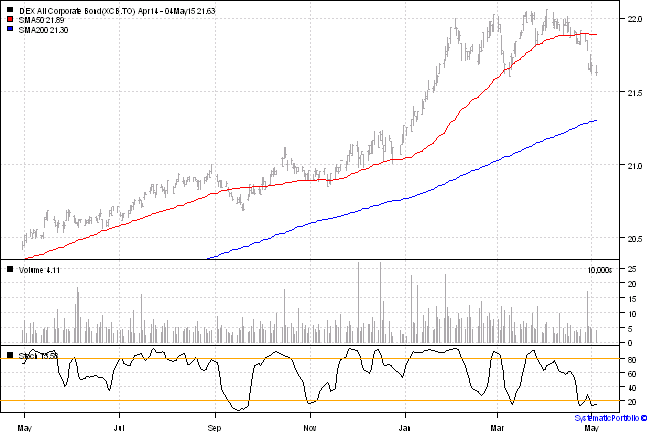 DEX All Corporate Bond(XCB.TO) Apr14 - 04May15 21.63
SMA50 21.89
SMA200 21.30
22.0
21.5
21.0
20.5
Volume 4.11
10,000s
25
20
15
10
5
0
80
40
20
May
Jul
Sep
Nov
Jan
Mar
May
SystematicPortfolio ©